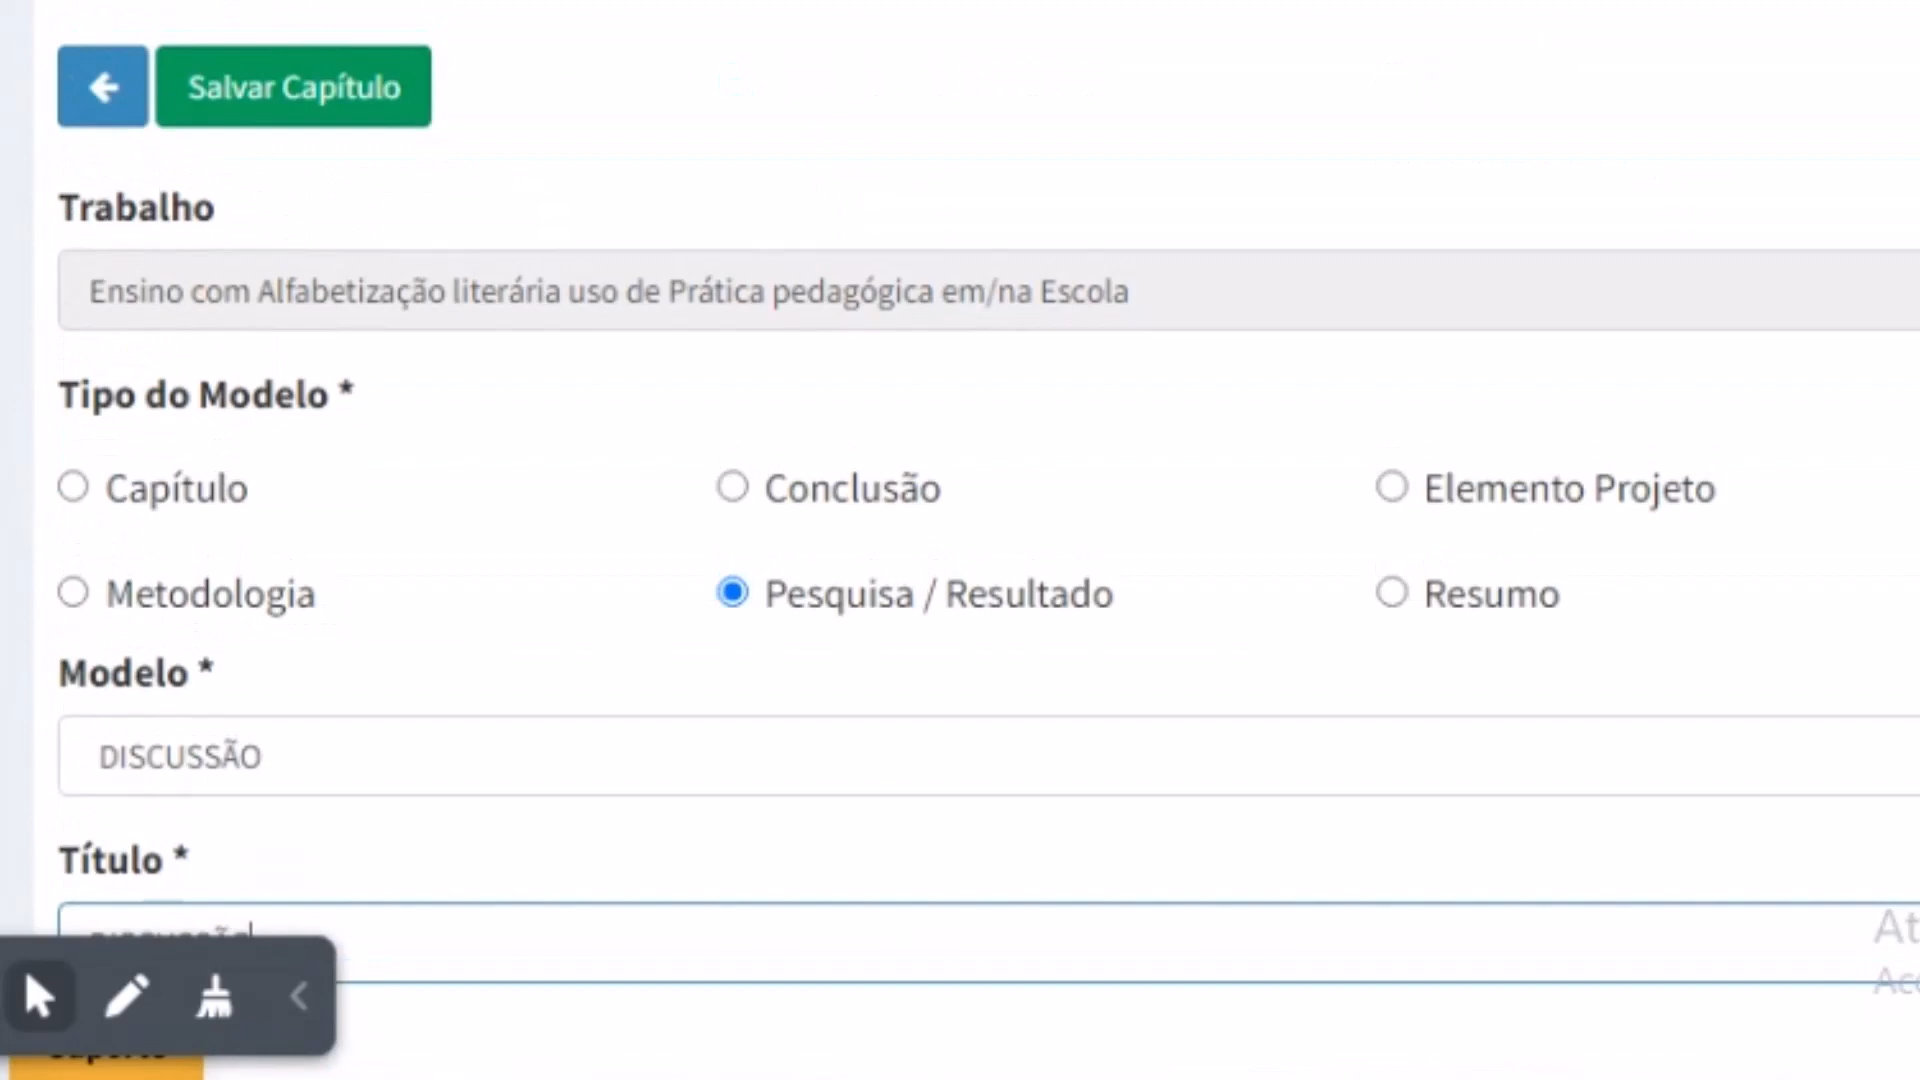 Salvar Capítulo
Trabalho
Ensino com Alfabetização literária uso de Prática pedagógica em/na Escola
Tipo do Modelo *
Capítulo
Conclusão
Elemento Projeto
Metodologia
Pesquisa / Resultado
Resumo
Modelo *
DISCUSSÃO
Título *